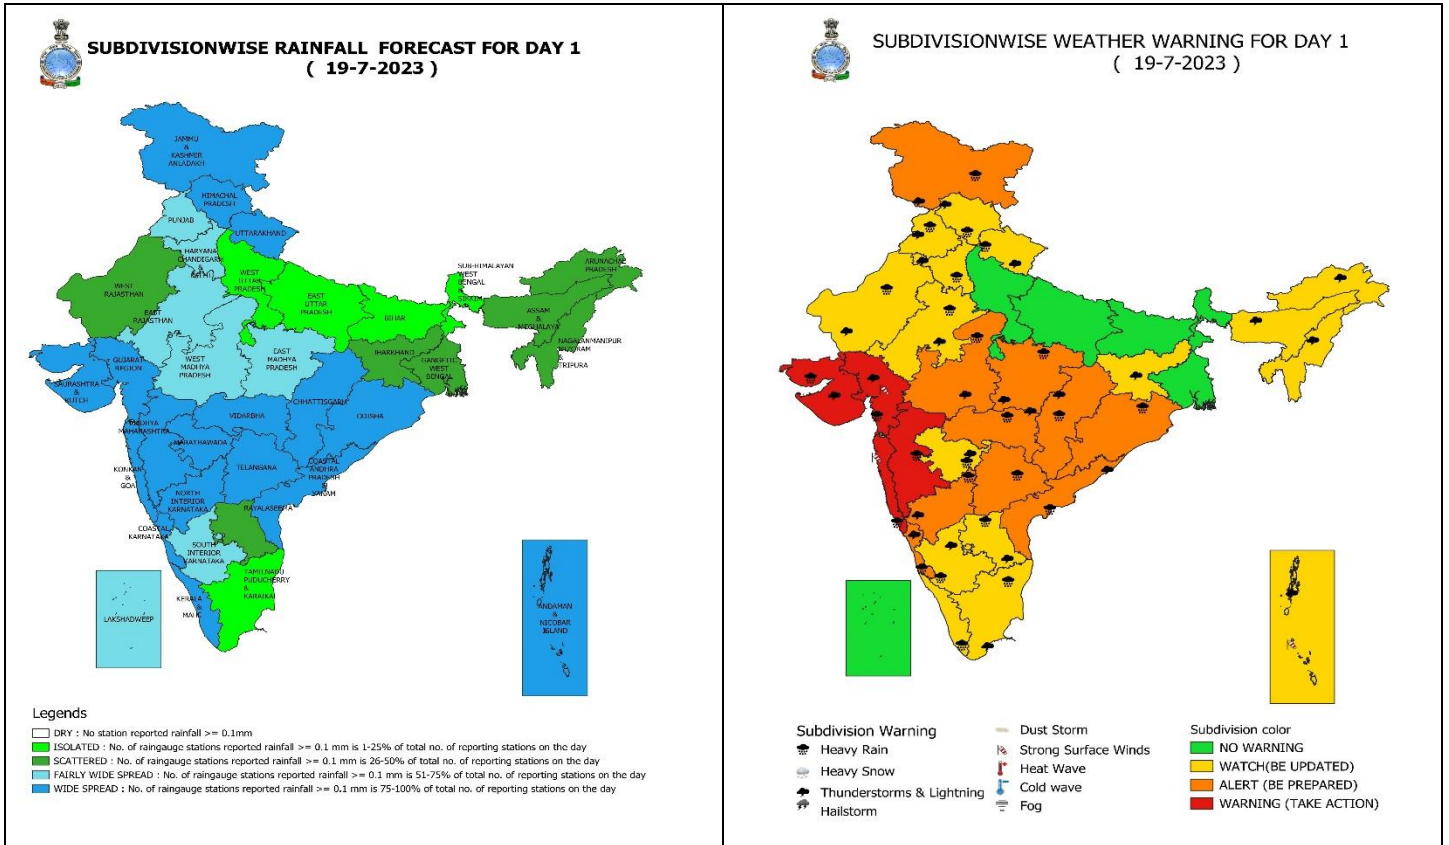 SUBDIVISIONWISE RAINFALL FORECAST FOR DAY 1
( 19-7-2023 )
JAMMU
&
KASHMER
ANLADAKH
HIMACHAL
PRADESH
PUNJAB
UTTARAKHAND
HARYANA
CHANDEGARH
&
WEST
UTTAR
PRADESH
SUB-HIMALAYAN
WEST
BENGAL
&
SIKKIM
ARUNACHAL
PRADESH
WEST
RAJASTHAN
EAST
RAJASTHAN
EAST
UTTAR
PRADESH
BIHAR
ASSAM
&
MEGHALAYA
NAGALANMANIPUR
MIZORAM
&
TRIPURA
GUJARAT
REGION
WEST
MADHYA
PRADESH
EAST
MADHYA
PRADESH
JHARKHAND
GANGETIC
WEST
BENGAL
SAURASHTRA
&
KUTCH
CHHATTISGARH
ODISHA
MADHYA
MAHARASHTRA
VIDARBHA
MARATHAWADA
KONKAN
&
GOA
TELANGANA
COASTAL
ANDHRA
PRADESH
&
YANAM
NORTH
INTERIOR
KARNATAKA
RAYALASEEMA
COASTAL
KARNATAKA
SOUTH
INTERIOR
KARNATAKA
TAMILNADU
PUDUCHERRY
&
KARAIKAL
KERALA
&
MAHE
LAKSHADWEEP
ANDAMAN
&
NICOBAR
ISLAND
Legends
DRY : No station reported rainfall >= 0.1mm
ISOLATED : No. of raingauge stations reported rainfall >= 0.1 mm is 1-25% of total no. of reporting stations on the day
SCATTERED : No. of raingauge stations reported rainfall >= 0.1 mm is 26-50% of total no. of reporting stations on the day
FAIRLY WIDE SPREAD : No. of raingauge stations reported rainfall >= 0.1 mm is 51-75% of total no. of reporting stations on the day
WIDE SPREAD : No. of raingauge stations reported rainfall >= 0.1 mm is 75-100% of total no. of reporting stations on the day
SUBDIVISIONWISE WEATHER WARNING FOR DAY 1
( 19-7-2023 )
Subdivision Warning
Heavy Rain
Heavy Snow
Thunderstorms & Lightning
Hailstorm
Dust Storm
Strong Surface Winds
Heat Wave
Cold wave
Fog
Subdivision color
NO WARNING
WATCH(BE UPDATED)
ALERT (BE PREPARED)
WARNING (TAKE ACTION)